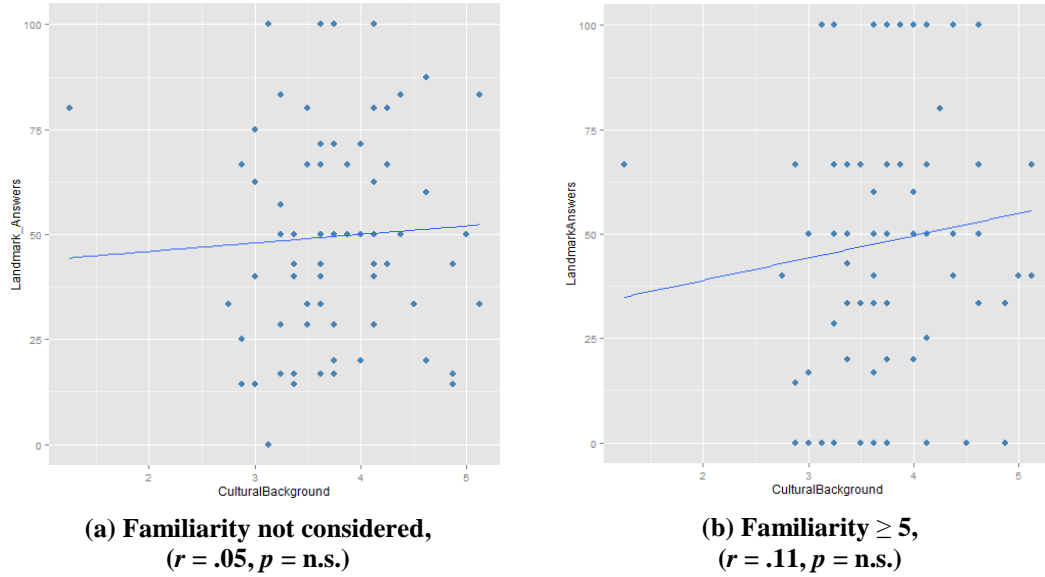 100
75
50
25
0
Landmark_Answers
2 3 4 5
CulturalBackground
(a) Familiarity not considered,
(r = .05, p = n.s.)
100
75
50
25
0
LandmarkAnswers
2 3 4 5
CulturalBackground
(b) Familiarity ≥ 5,
(r = .11, p = n.s.)